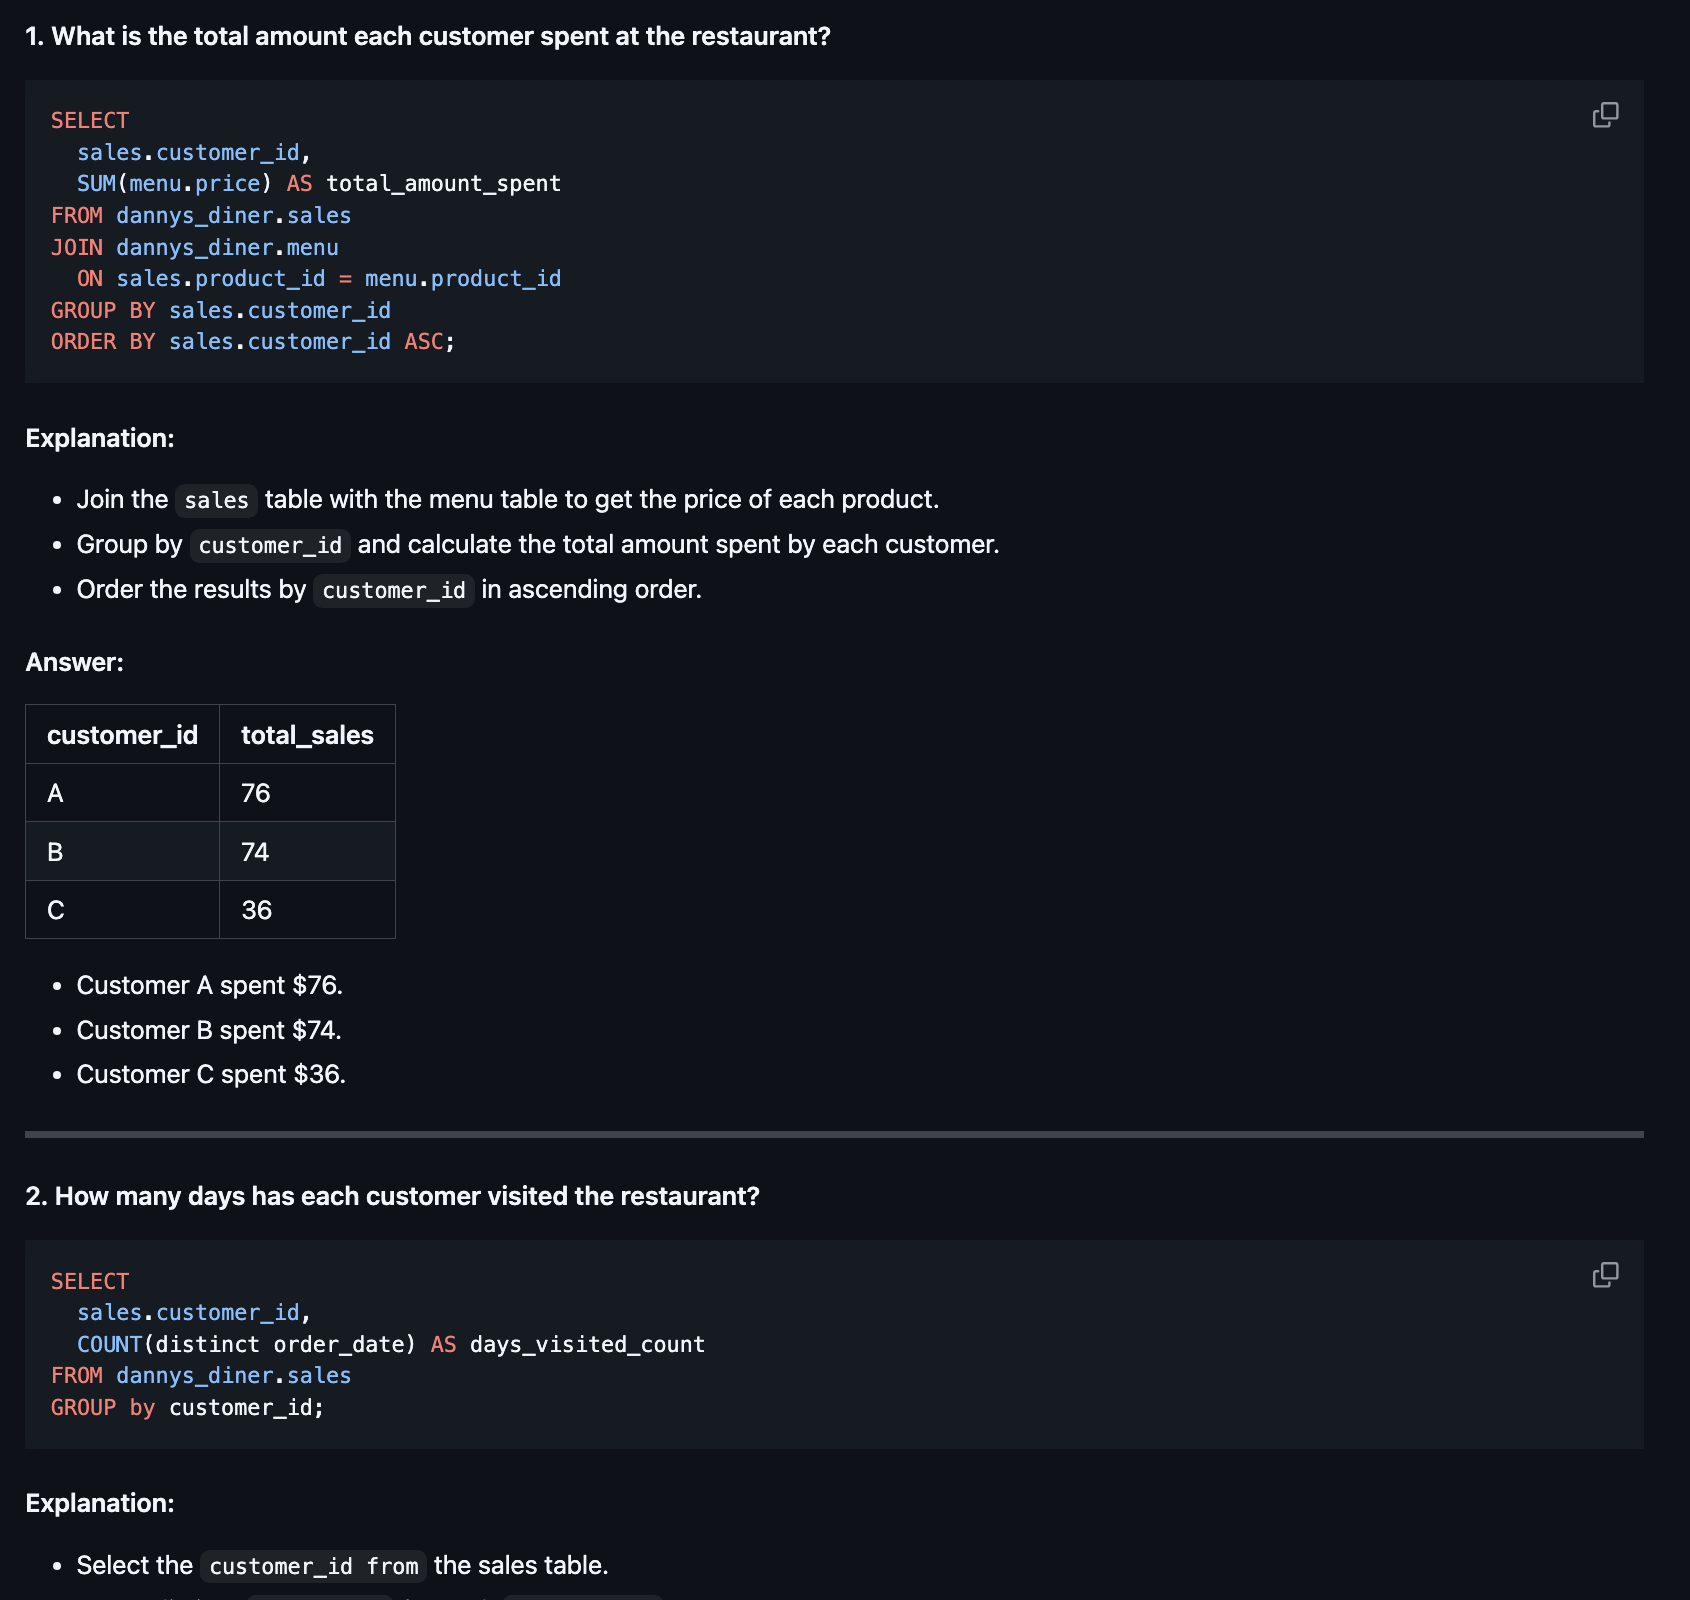 1. What is the total amount each customer spent at the restaurant?
SELECT
  sales.customer_id,
  SUM(menu.price) AS total_amount_spent
FROM dannys_diner.sales
JOIN dannys_diner.menu
  ON sales.product_id = menu.product_id
GROUP BY sales.customer_id
ORDER BY sales.customer_id ASC;
Explanation:
• Join the sales table with the menu table to get the price of each product.
• Group by customer_id and calculate the total amount spent by each customer.
• Order the results by customer_id in ascending order.
Answer:
customer_id total_sales
A 76
B 74
C 36
• Customer A spent $76.
• Customer B spent $74.
• Customer C spent $36.
2. How many days has each customer visited the restaurant?
SELECT
  sales.customer_id,
  COUNT(distinct order_date) AS days_visited_count
FROM dannys_diner.sales
GROUP by customer_id;
Explanation:
• Select the customer_id from the sales table.